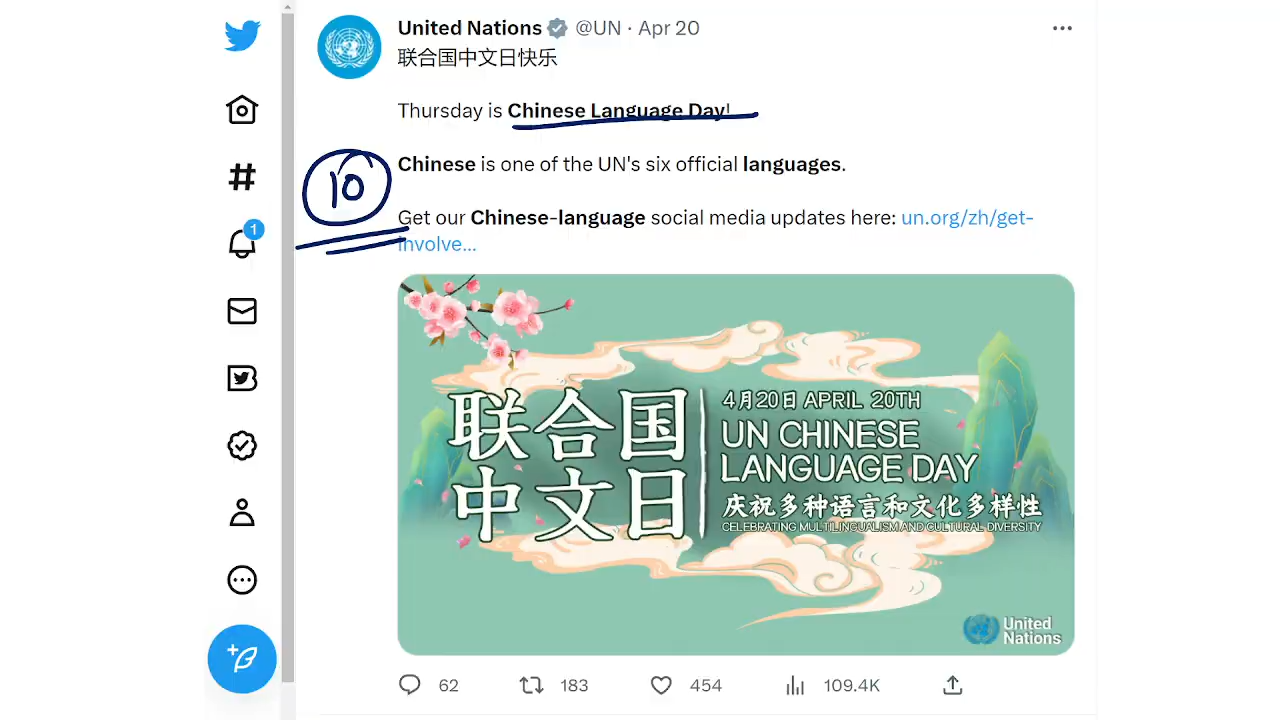 United Nations @UN · Apr 20
联合国中文日快乐
Thursday is Chinese Language Day!
Chinese is one of the UN's six official languages.
10
Get our Chinese-language social media updates here: un.org/zh/get-
involve...
1
联合国
中文日
4月20日 APRIL 20TH
UN CHINESE
LANGUAGE DAY
庆祝多种语言和文化多样性
CELEBRATING MULTILINGUALISM AND CULTURAL DIVERSITY
United
Nations
62 183 454 109.4K